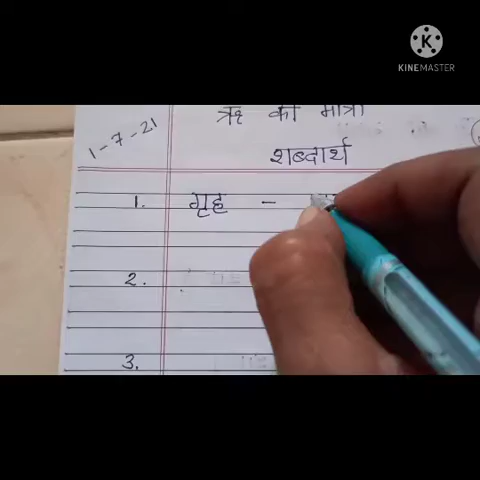 KINEMASTER
ऋ की मात्रा
1-7-21
शब्दार्थ
1. गृह -
2.
3.